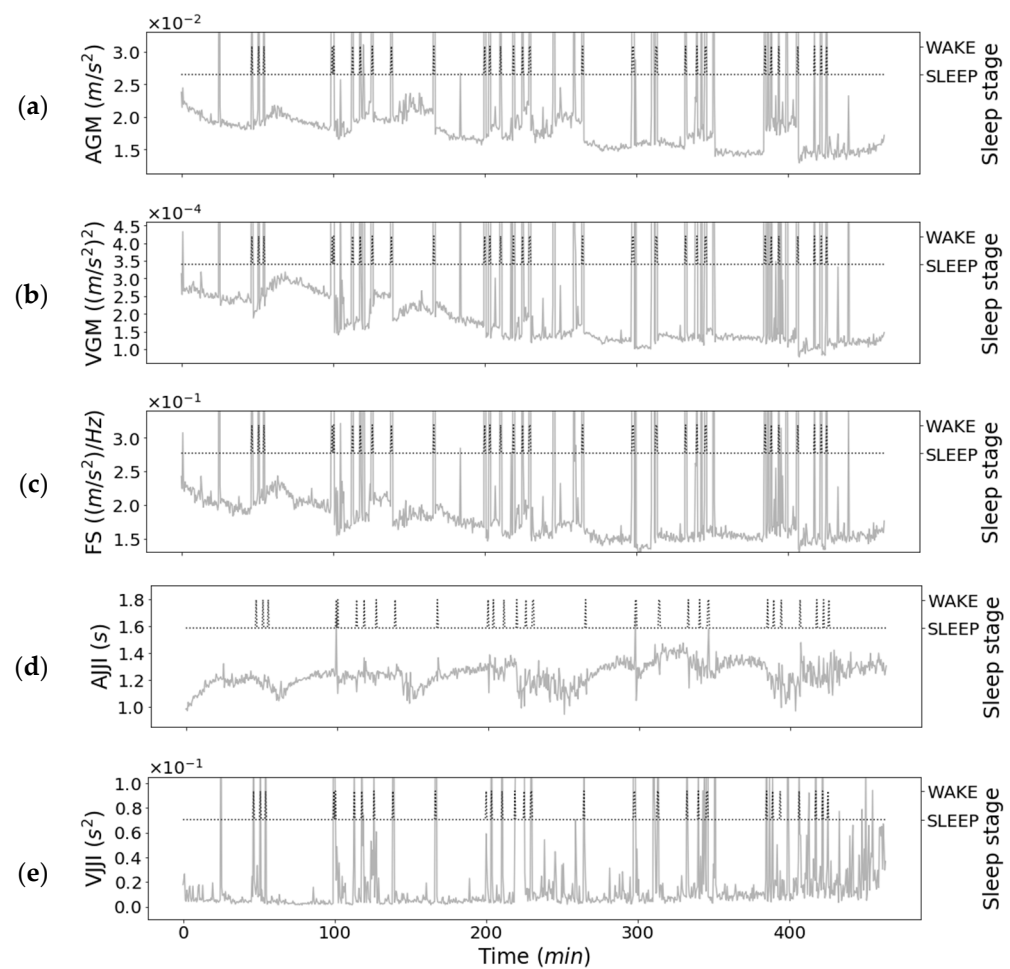 (a)
×10⁻²
AGM (m/s²)
3.0
2.5
2.0
1.5
WAKE
SLEEP
Sleep stage
(b)
×10⁻⁴
VGM ((m/s²)²)
4.5
4.0
3.5
3.0
2.5
2.0
1.5
1.0
WAKE
SLEEP
Sleep stage
(c)
×10⁻¹
FS ((m/s²)/Hz)
3.0
2.5
2.0
1.5
WAKE
SLEEP
Sleep stage
(d)
AJJI (s)
1.8
1.6
1.4
1.2
1.0
WAKE
SLEEP
Sleep stage
(e)
×10⁻¹
VJJI (s²)
1.0
0.8
0.6
0.4
0.2
0.0
WAKE
SLEEP
Sleep stage
0 100 200 300 400
Time (min)